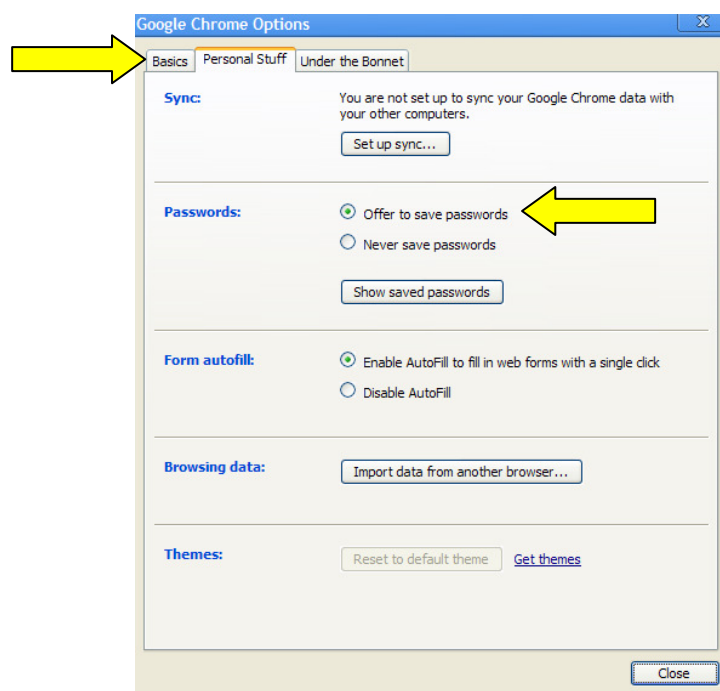 Google Chrome Options
Basics Personal Stuff Under the Bonnet
Sync: You are not set up to sync your Google Chrome data with
your other computers.
Set up sync...
Passwords: Offer to save passwords
Never save passwords
Show saved passwords
Form autofill: Enable AutoFill to fill in web forms with a single click
Disable AutoFill
Browsing data: Import data from another browser...
Themes: Reset to default theme Get themes
Close